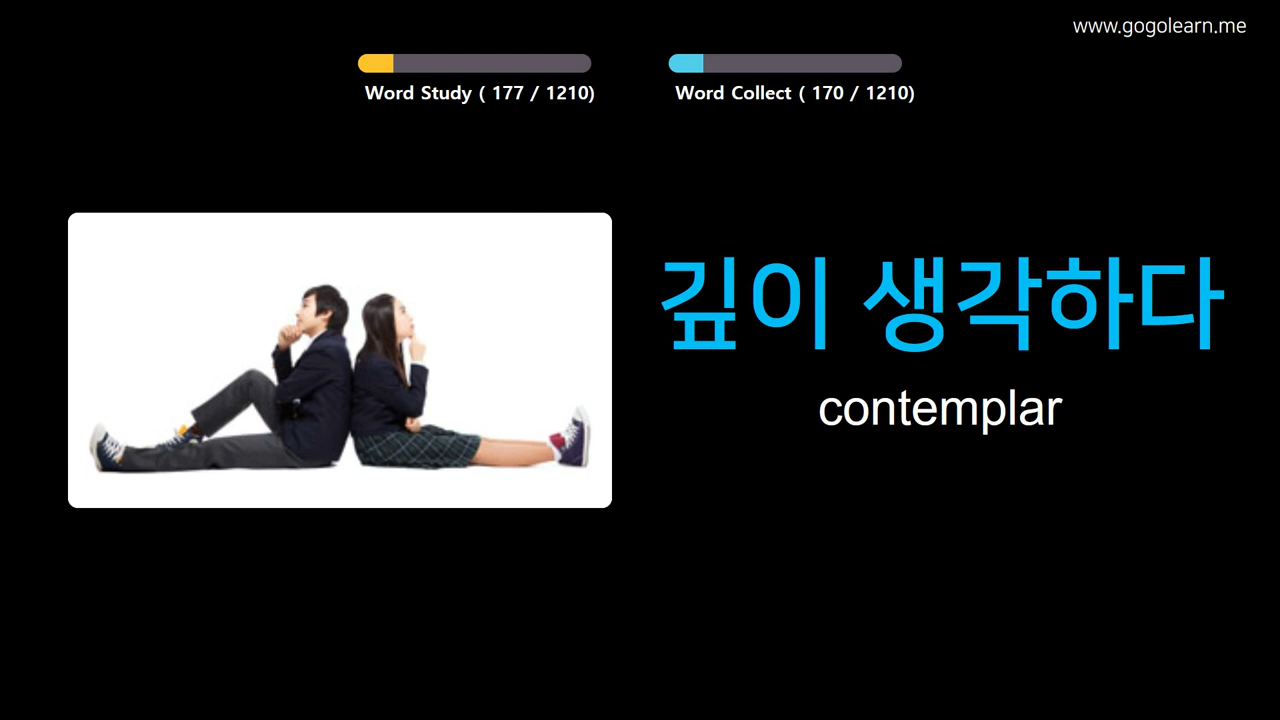 www.gogolearn.me
Word Study ( 177 / 1210)
Word Collect ( 170 / 1210)
깊이 생각하다
contemplar